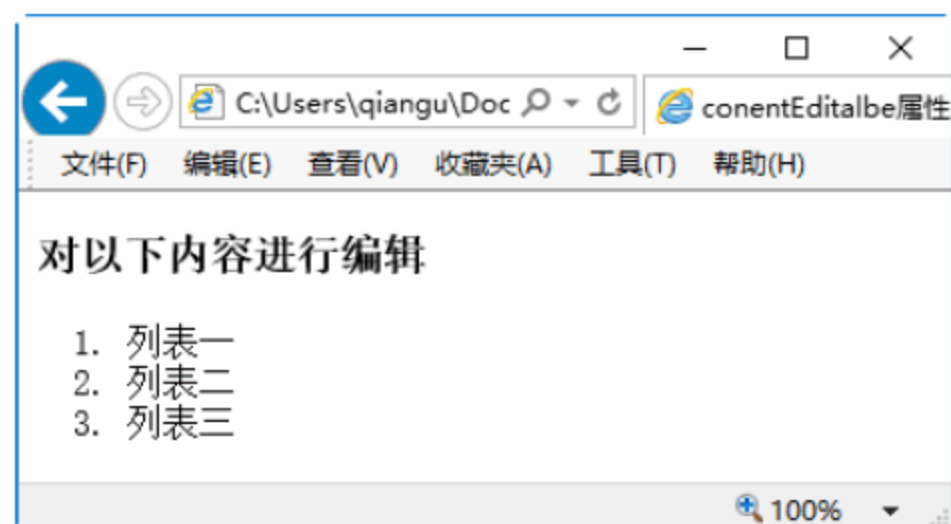 C:\Users\qiangu\Doc
conentEditalbe属性
文件(F) 编辑(E) 查看(V) 收藏夹(A) 工具(T) 帮助(H)
对以下内容进行编辑
1. 列表一
2. 列表二
3. 列表三
100%